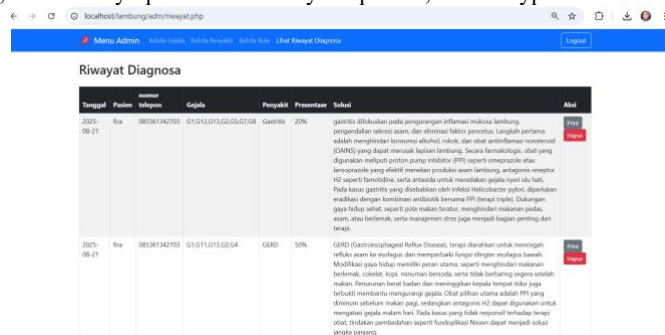 localhost/lambung/adm/riwayat.php
Menu Admin Kelola Gejala Kelola Penyakit Kelola Rule Lihat Riwayat Diagnosa Logout
Riwayat Diagnosa
Tanggal Pasien nomor telepon Gejala Penyakit Presentase Solusi Aksi
2025-08-21 fira 085361342703 G1,G12,G13,G2,G5,G7,G8 Gastritis 20%
gastritis difokuskan pada pengurangan inflamasi mukosa lambung,
pengendalian sekresi asam, dan eliminasi faktor pencetus. Langkah pertama
adalah menghindari konsumsi alkohol, rokok, dan obat antiinflamasi nonsteroid
(OAINS) yang dapat merusak lapisan lambung. Secara farmakologis, obat yang
digunakan meliputi proton pump inhibitor (PPI) seperti omeprazole atau
lansoprazole yang efektif menekan produksi asam lambung, antagonis reseptor
H2 seperti famotidine, serta antasida untuk meredakan gejala nyeri ulu hati.
Pada kasus gastritis yang disebabkan oleh infeksi Helicobacter pylori, diperlukan
eradikasi dengan kombinasi antibiotik bersama PPI (terapi triple). Dukungan
gaya hidup sehat, seperti pola makan teratur, menghindari makanan pedas,
asam, atau berlemak, serta manajemen stres juga menjadi bagian penting dari
terapi.
Print
Hapus
2025-08-21 fira 085361342703 G1,G11,G13,G2,G4 GERD 50%
GERD (Gastroesophageal Reflux Disease), terapi diarahkan untuk mencegah
refluks asam ke esofagus dan memperbaiki fungsi sfingter esofagus bawah.
Modifikasi gaya hidup memiliki peran utama, seperti menghindari makanan
berlemak, cokelat, kopi, minuman bersoda, serta tidak berbaring segera setelah
makan. Penurunan berat badan dan meninggikan kepala tempat tidur juga
terbukti membantu mengurangi gejala. Obat pilihan utama adalah PPI yang
diminum sebelum makan pagi, sedangkan antagonis H2 dapat digunakan untuk
mengatasi gejala malam hari. Pada kasus yang tidak responsif terhadap terapi
obat, tindakan pembedahan seperti fundoplikasi Nissen dapat menjadi solusi
jangka panjang.
Print
Hapus